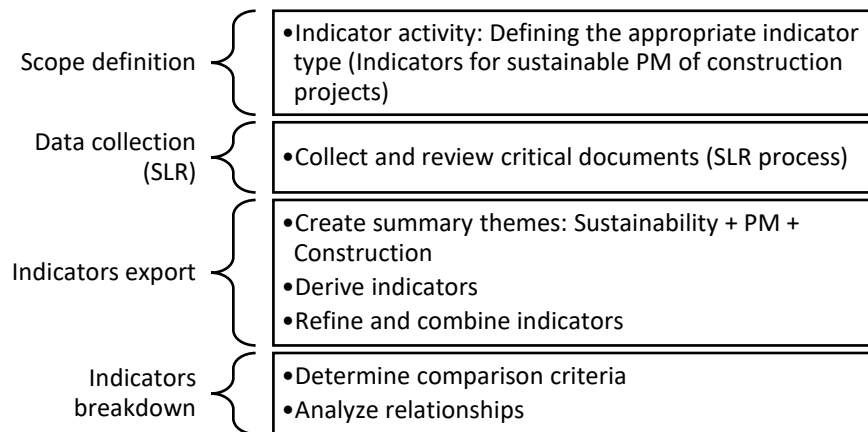 Scope definition
•Indicator activity: Defining the appropriate indicator
type (Indicators for sustainable PM of construction
projects)
Data collection
(SLR)
•Collect and review critical documents (SLR process)
Indicators export
•Create summary themes: Sustainability + PM +
Construction
•Derive indicators
•Refine and combine indicators
Indicators
breakdown
•Determine comparison criteria
•Analyze relationships